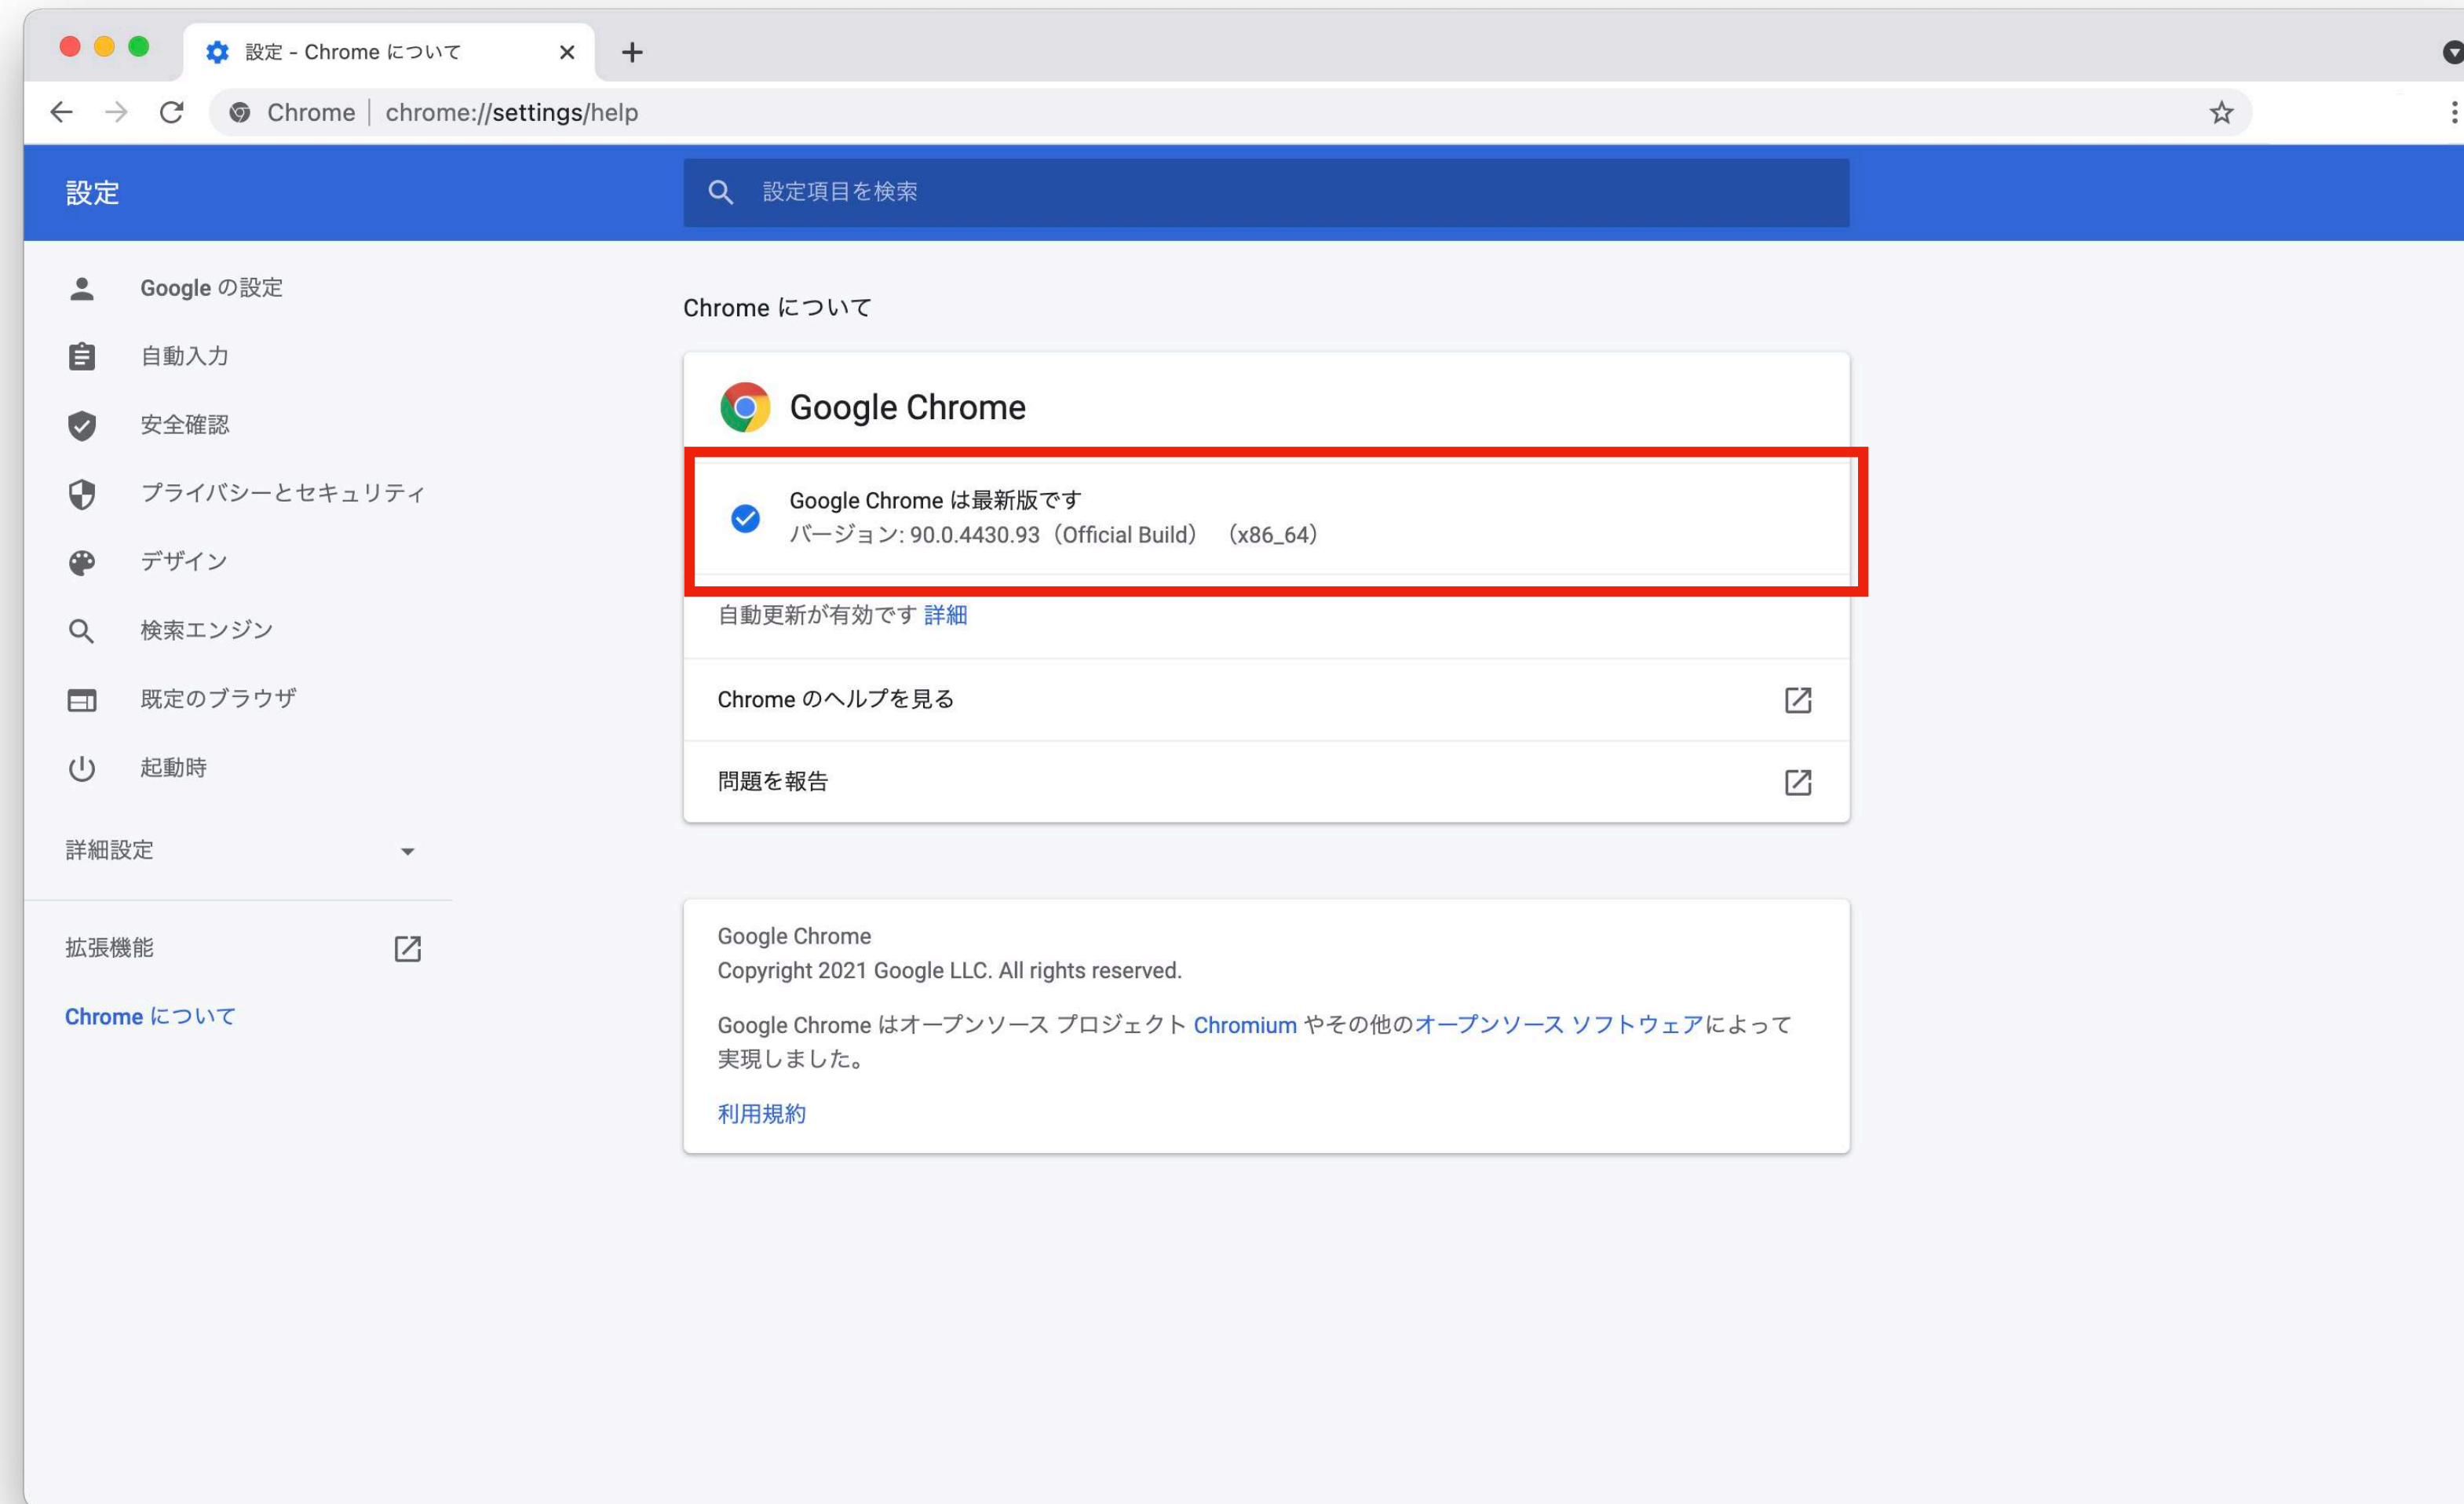 設定 - Chrome について
Chrome | chrome://settings/help
設定
設定項目を検索
Google の設定
自動入力
安全確認
プライバシーとセキュリティ
デザイン
検索エンジン
既定のブラウザ
起動時
詳細設定
拡張機能
Chrome について
Chrome について
Google Chrome
Google Chrome は最新版です
バージョン: 90.0.4430.93（Official Build） （x86_64）
自動更新が有効です 詳細
Chrome のヘルプを見る
問題を報告
Google Chrome
Copyright 2021 Google LLC. All rights reserved.
Google Chrome はオープンソース プロジェクト Chromium やその他のオープンソース ソフトウェアによって
実現しました。
利用規約